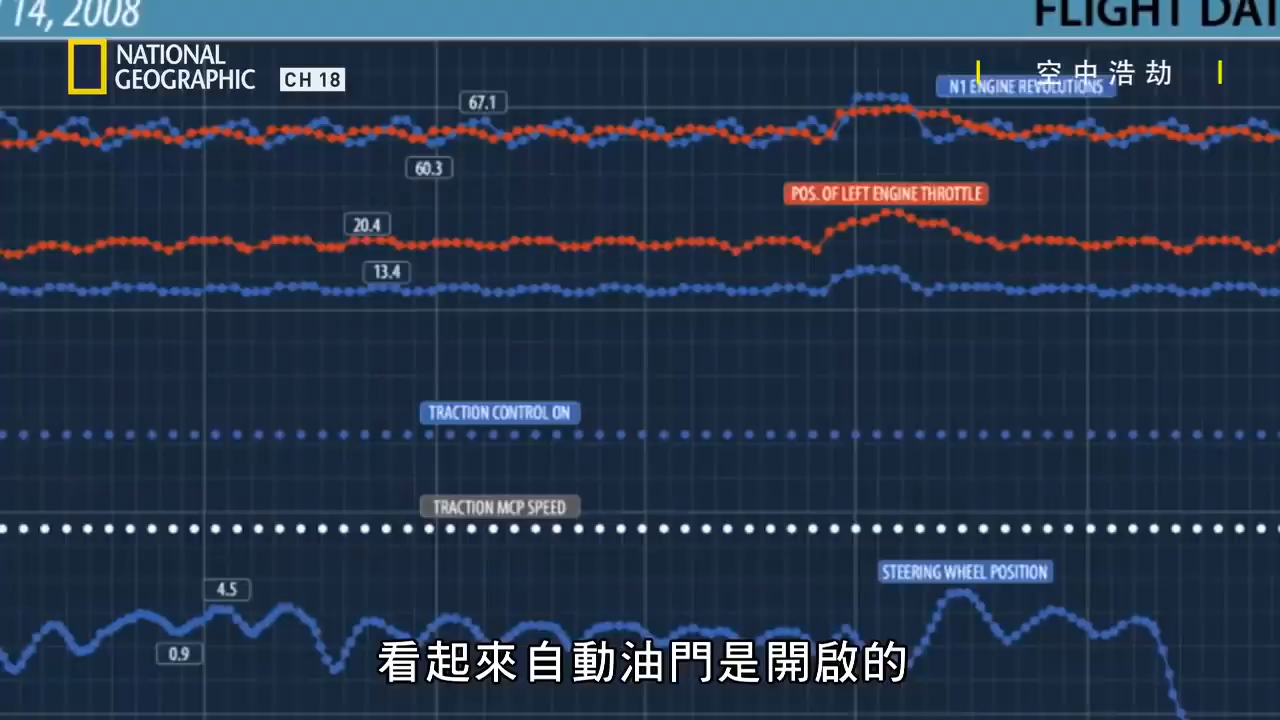 14, 2008
FLIGHT DAT
NATIONAL
GEOGRAPHIC
CH 18
空中浩劫
N1 ENGINE REVOLUTIONS
67.1
60.3
POS. OF LEFT ENGINE THROTTLE
20.4
13.4
TRACTION CONTROL ON
TRACTION MCP SPEED
STEERING WHEEL POSITION
4.5
0.9
看起來自動油門是開啟的